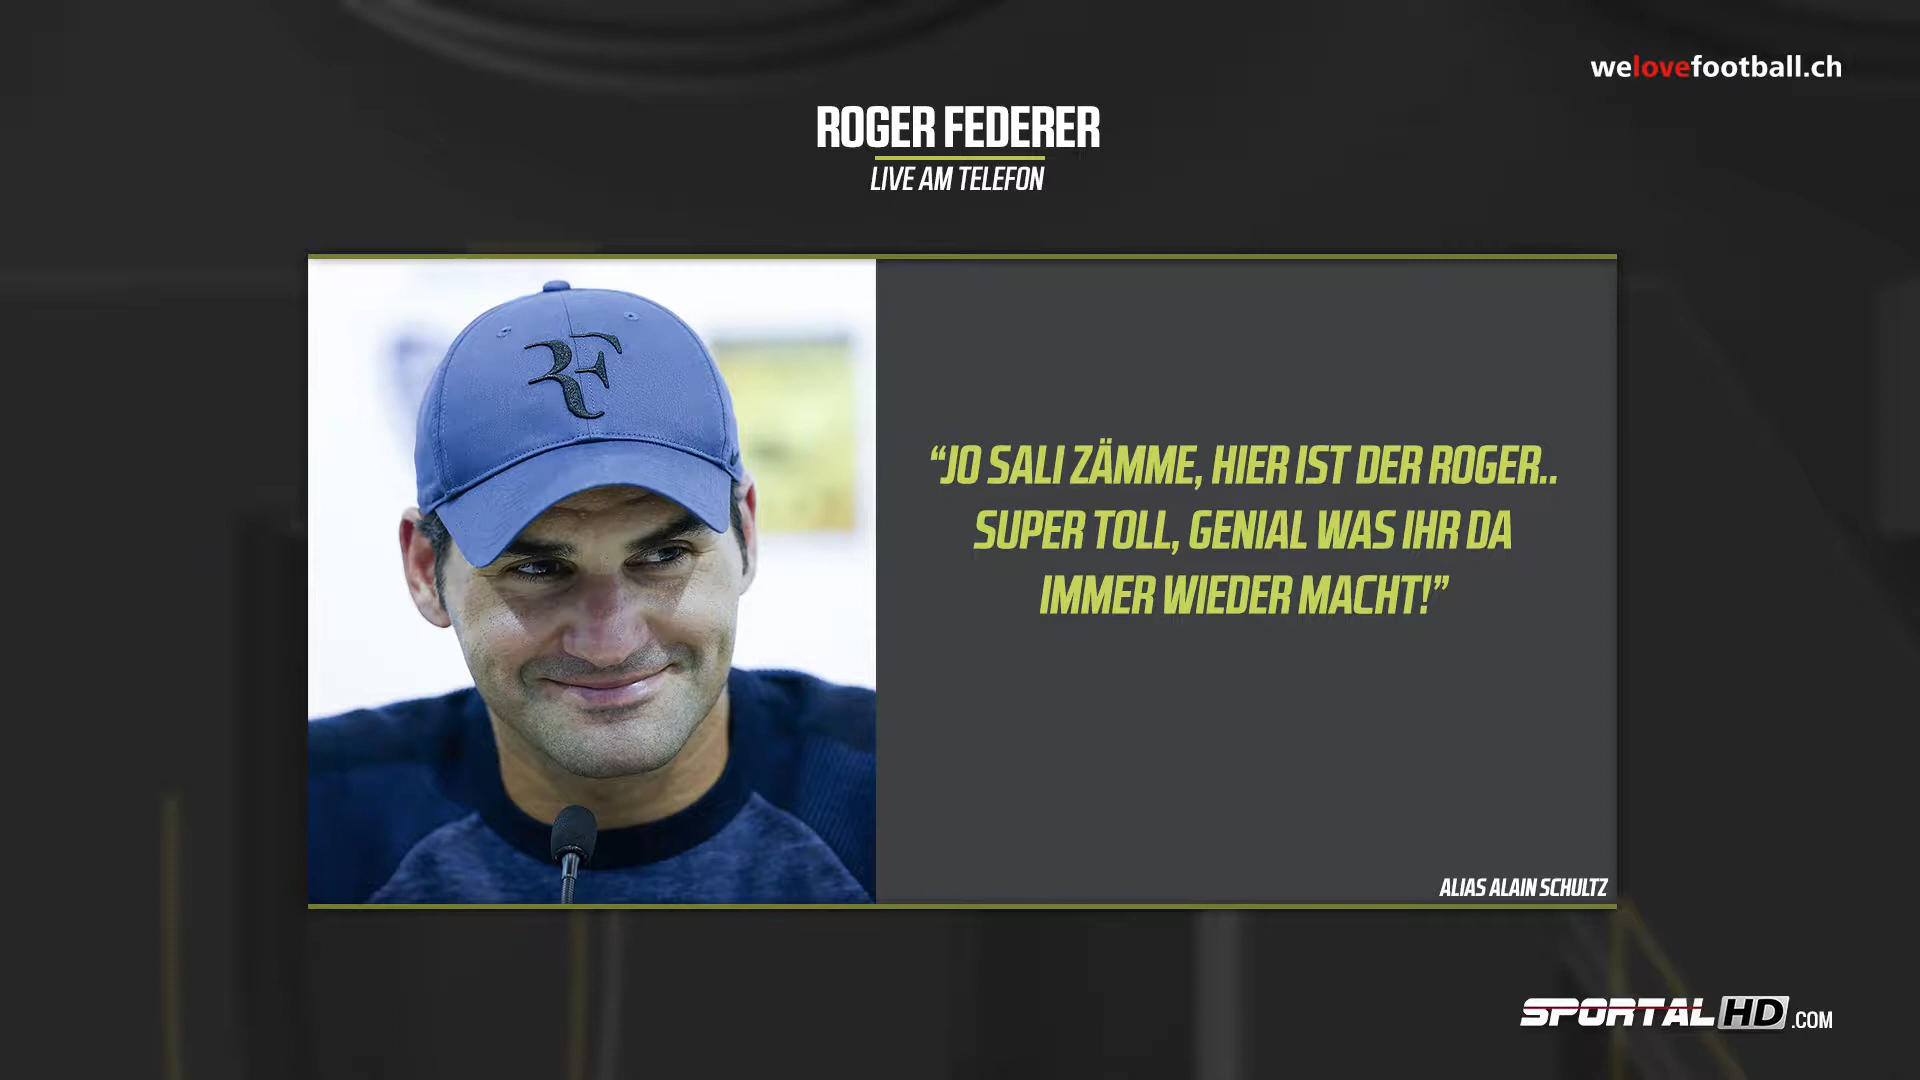 welovefootball.ch
ROGER FEDERER
LIVE AM TELEFON
RF
“JO SALI ZÄMME, HIER IST DER ROGER..
SUPER TOLL, GENIAL WAS IHR DA
IMMER WIEDER MACHT!”
ALIAS ALAIN SCHULTZ
SPORTALHD.COM